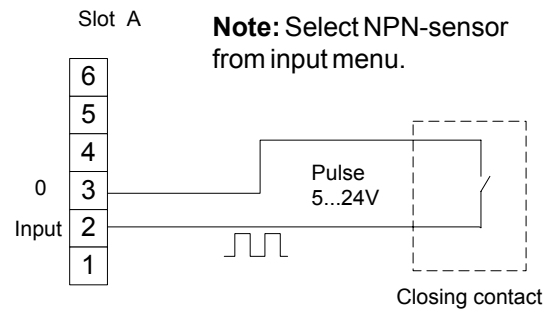 Slot A
Note: Select NPN-sensor
from input menu.
6
5
4
0 3
Input 2
1
Pulse
5...24V
Closing contact